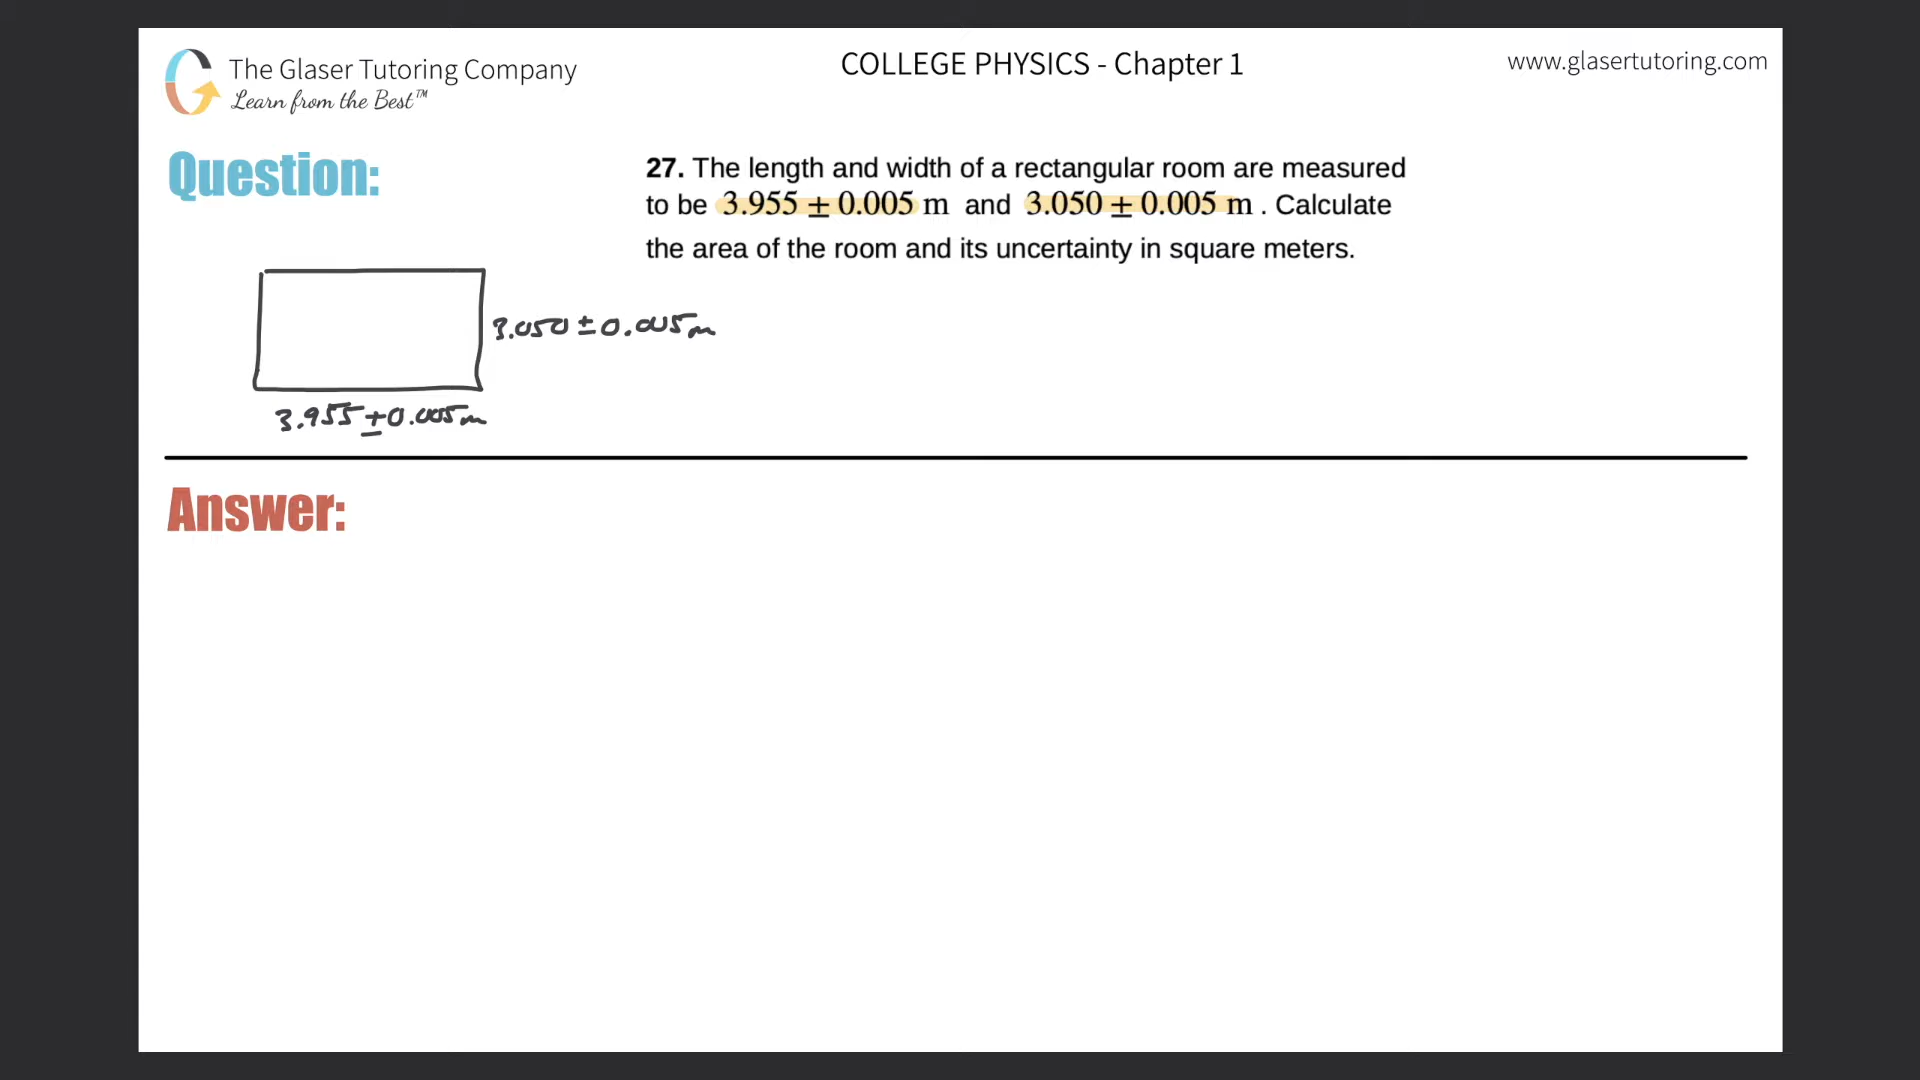 The Glaser Tutoring Company
Learn from the Best™
COLLEGE PHYSICS - Chapter 1
www.glasertutoring.com
Question:
27. The length and width of a rectangular room are measured
to be 3.955 ± 0.005 m and 3.050 ± 0.005 m . Calculate
the area of the room and its uncertainty in square meters.
3.050 ± 0.005m
3.955 ± 0.005m
Answer: